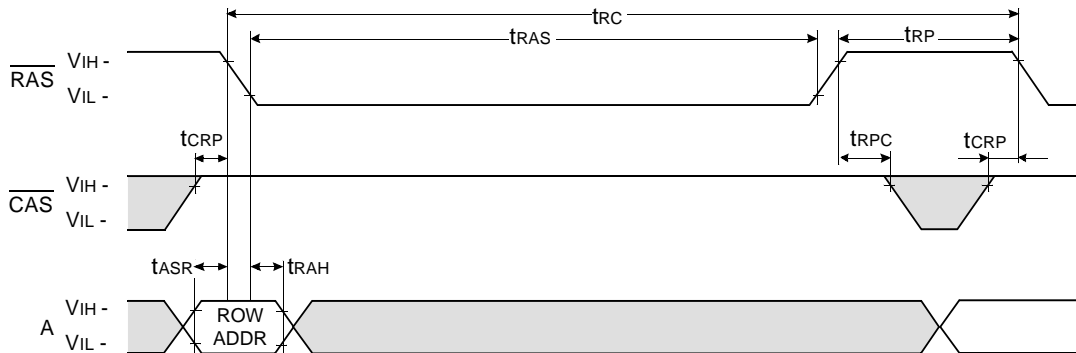 tRC
tRAS
tRP
RAS
VIH -
VIL -
tCRP
tRPC
tCRP
CAS
VIH -
VIL -
tASR
tRAH
A
VIH -
VIL -
ROW
ADDR